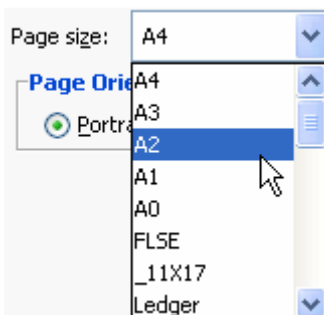 Page size: A4
Page Orie
A4
Portra
A3
A2
A1
A0
FLSE
_11X17
Ledger